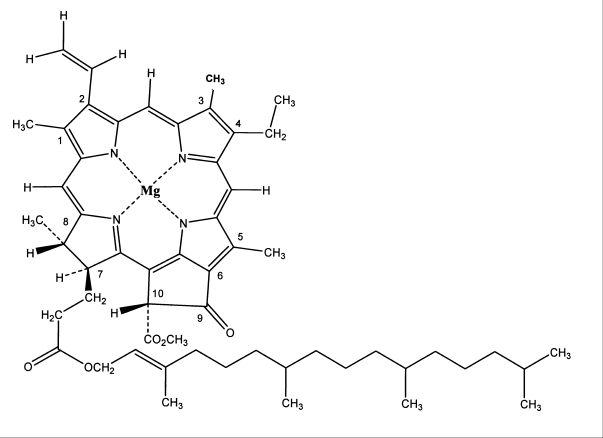 H
H H
H CH₃ CH₃
2 3 4 CH₂
H₃C 1
N N
Mg
H H
H₃C 8 N N
5 CH₃
H
H 7 6
CH₂ 10
H₂C H 9
O
CO₂CH₃
O OCH₂ CH₃
CH₃ CH₃ CH₃ CH₃